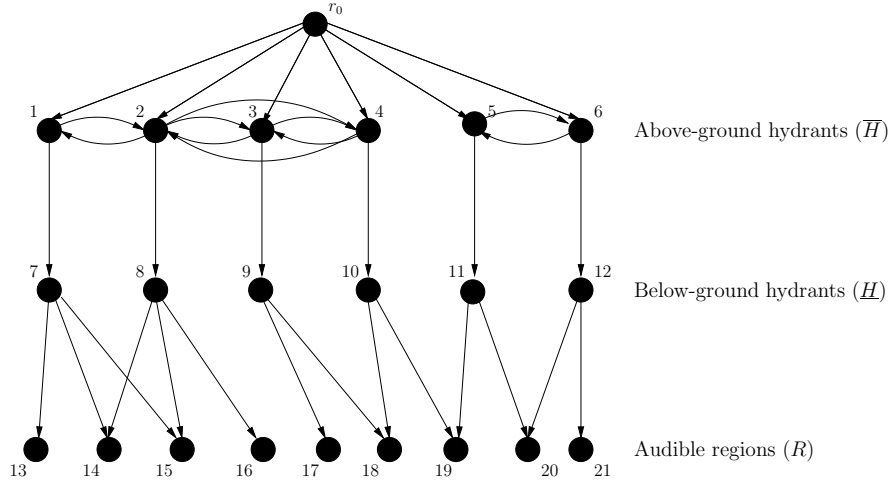 r₀
1 2 3 4 5 6 Above-ground hydrants (H̅)
7 8 9 10 11 12 Below-ground hydrants (H̲)
13 14 15 16 17 18 19 20 21 Audible regions (R)